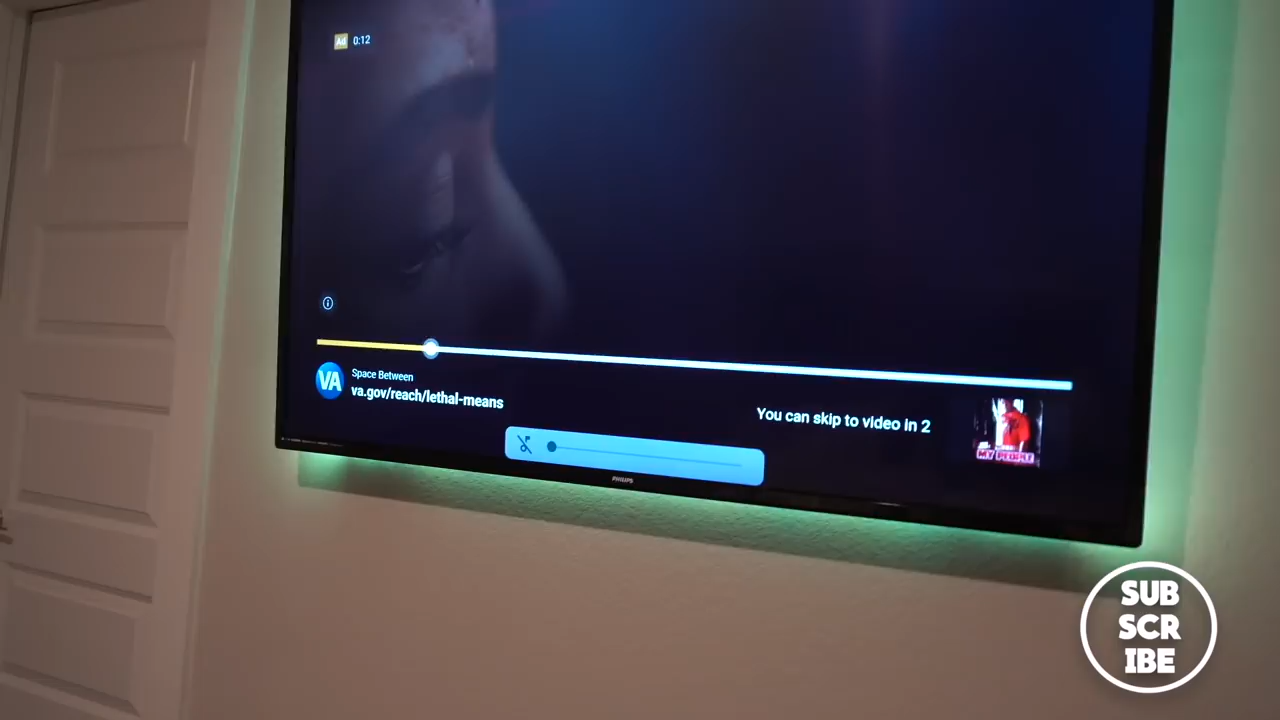 Ad 0:12
Space Between
VA
va.gov/reach/lethal-means
You can skip to video in 2
MY PEOPLE
PHILIPS
SUB
SCR
IBE